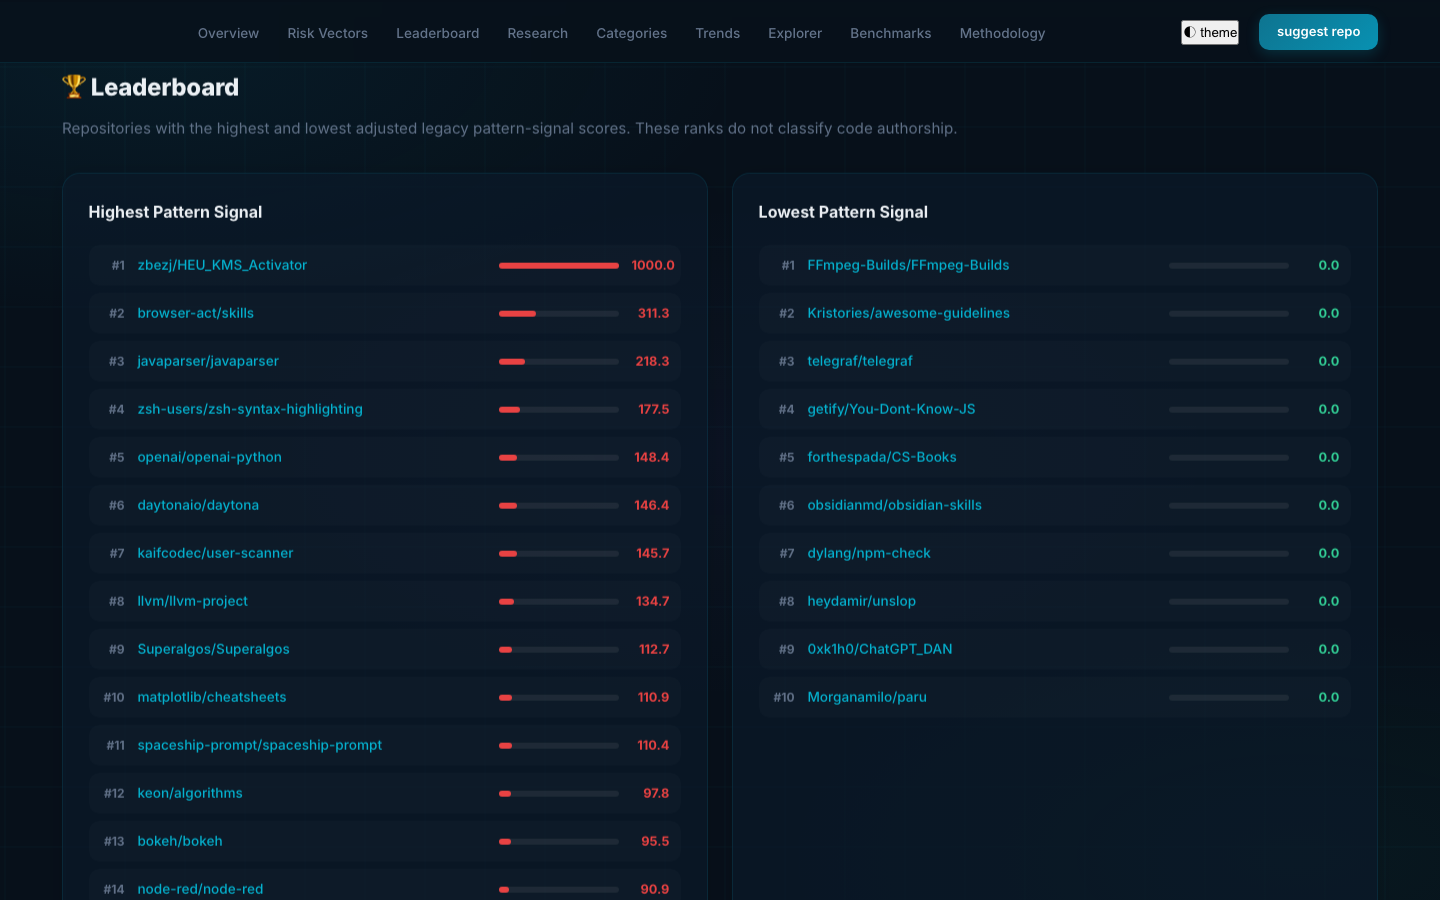 Overview Risk Vectors Leaderboard Research Categories Trends Explorer Benchmarks Methodology theme suggest repo
🏆 Leaderboard
Repositories with the highest and lowest adjusted legacy pattern-signal scores. These ranks do not classify code authorship.
Highest Pattern Signal
#1 zbezj/HEU_KMS_Activator 1000.0
#2 browser-act/skills 311.3
#3 javaparser/javaparser 218.3
#4 zsh-users/zsh-syntax-highlighting 177.5
#5 openai/openai-python 148.4
#6 daytonaio/daytona 146.4
#7 kaifcodec/user-scanner 145.7
#8 llvm/llvm-project 134.7
#9 Superalgos/Superalgos 112.7
#10 matplotlib/cheatsheets 110.9
#11 spaceship-prompt/spaceship-prompt 110.4
#12 keon/algorithms 97.8
#13 bokeh/bokeh 95.5
#14 node-red/node-red 90.9
Lowest Pattern Signal
#1 FFmpeg-Builds/FFmpeg-Builds 0.0
#2 Kristories/awesome-guidelines 0.0
#3 telegraf/telegraf 0.0
#4 getify/You-Dont-Know-JS 0.0
#5 forthespada/CS-Books 0.0
#6 obsidianmd/obsidian-skills 0.0
#7 dylang/npm-check 0.0
#8 heydamir/unslop 0.0
#9 0xk1h0/ChatGPT_DAN 0.0
#10 Morganamilo/paru 0.0